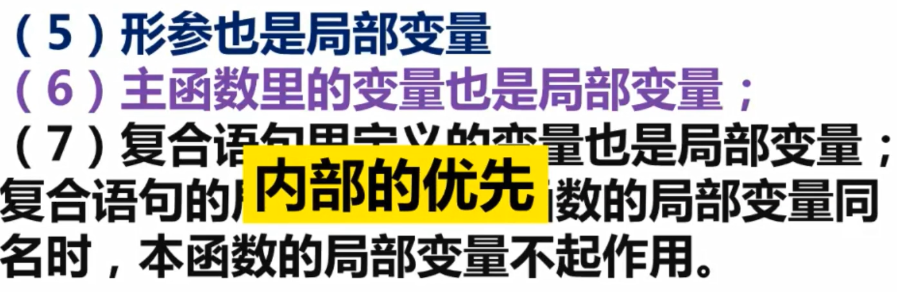 （5）形参也是局部变量
（6）主函数里的变量也是局部变量；
（7）复合语句里定义的变量也是局部变量；
复合语句的 数的局部变量同
内部的优先
名时，本函数的局部变量不起作用。